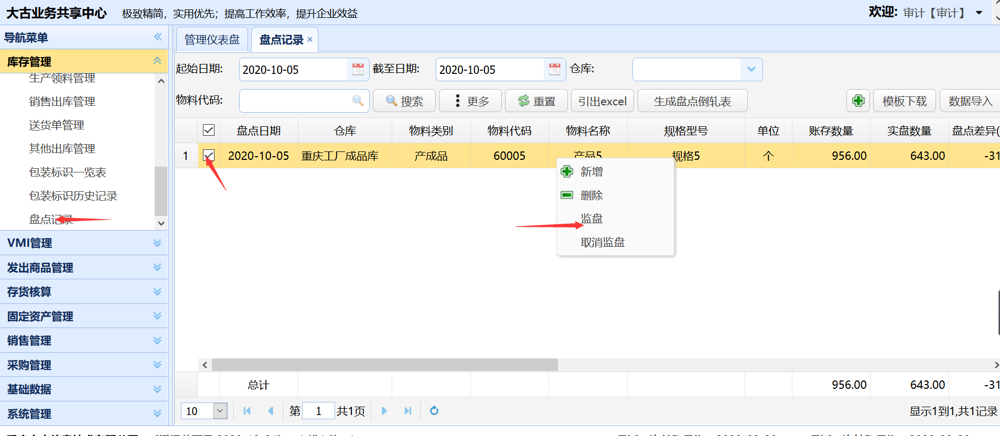 大古业务共享中心 极致精简，实用优先；提高工作效率，提升企业效益 欢迎: 审计【审计】
导航菜单
库存管理
生产领料管理
销售出库管理
送货单管理
其他出库管理
包装标识一览表
包装标识历史记录
盘点记录
VMI管理
发出商品管理
存货核算
固定资产管理
销售管理
采购管理
基础数据
系统管理
管理仪表盘 盘点记录 ×
起始日期: 2020-10-05 截至日期: 2020-10-05 仓库:
物料代码: 搜索 更多 重置 引出excel 生成盘点倒轧表 模板下载 数据导入
盘点日期 仓库 物料类别 物料代码 物料名称 规格型号 单位 账存数量 实盘数量 盘点差异(
1 2020-10-05 重庆工厂成品库 产成品 60005 产品5 规格5 个 956.00 643.00 -31
新增
删除
监盘
取消监盘
总计 956.00 643.00 -31
10 第 1 共1页 显示1到1,共1记录